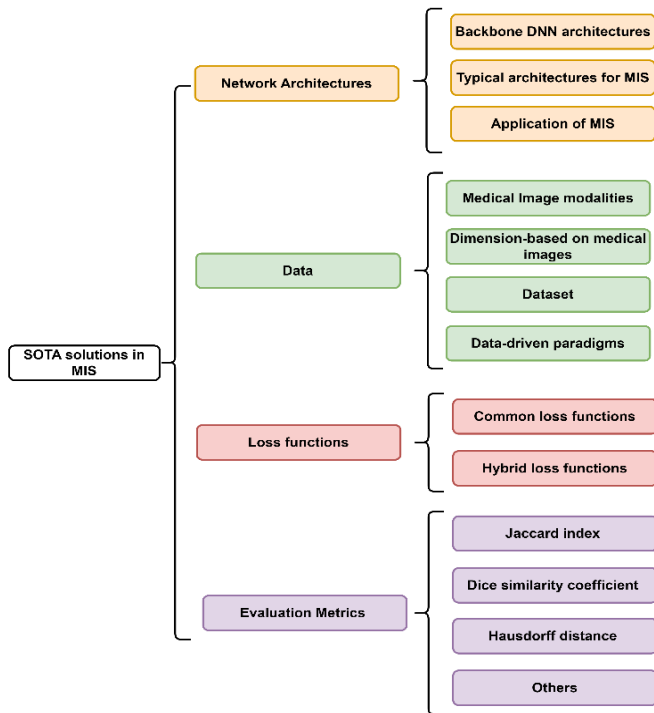 SOTA solutions in
MIS
Network Architectures
Backbone DNN architectures
Typical architectures for MIS
Application of MIS
Data
Medical Image modalities
Dimension-based on medical
images
Dataset
Data-driven paradigms
Loss functions
Common loss functions
Hybrid loss functions
Evaluation Metrics
Jaccard index
Dice similarity coefficient
Hausdorff distance
Others